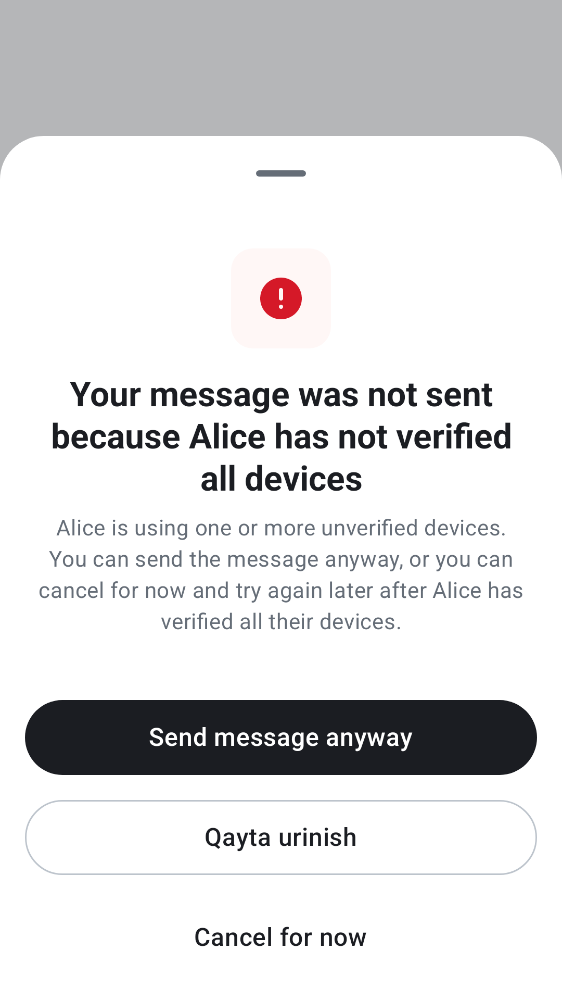 Your message was not sent
because Alice has not verified
all devices
Alice is using one or more unverified devices.
You can send the message anyway, or you can
cancel for now and try again later after Alice has
verified all their devices.
Send message anyway
Qayta urinish
Cancel for now